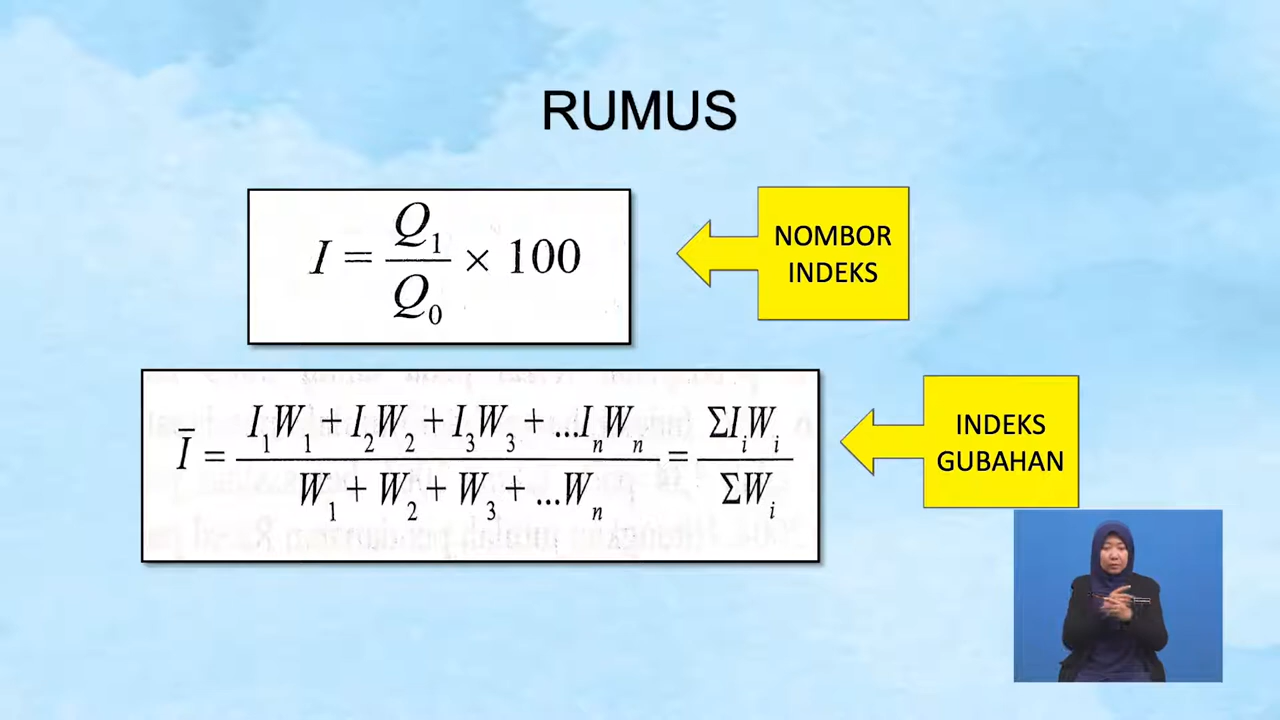 RUMUS
I = Q₁/Q₀ × 100
NOMBOR
INDEKS
Ī = (I₁W₁ + I₂W₂ + I₃W₃ + ...IₙWₙ)/(W₁ + W₂ + W₃ + ...Wₙ) = ΣIᵢWᵢ/ΣWᵢ
INDEKS
GUBAHAN